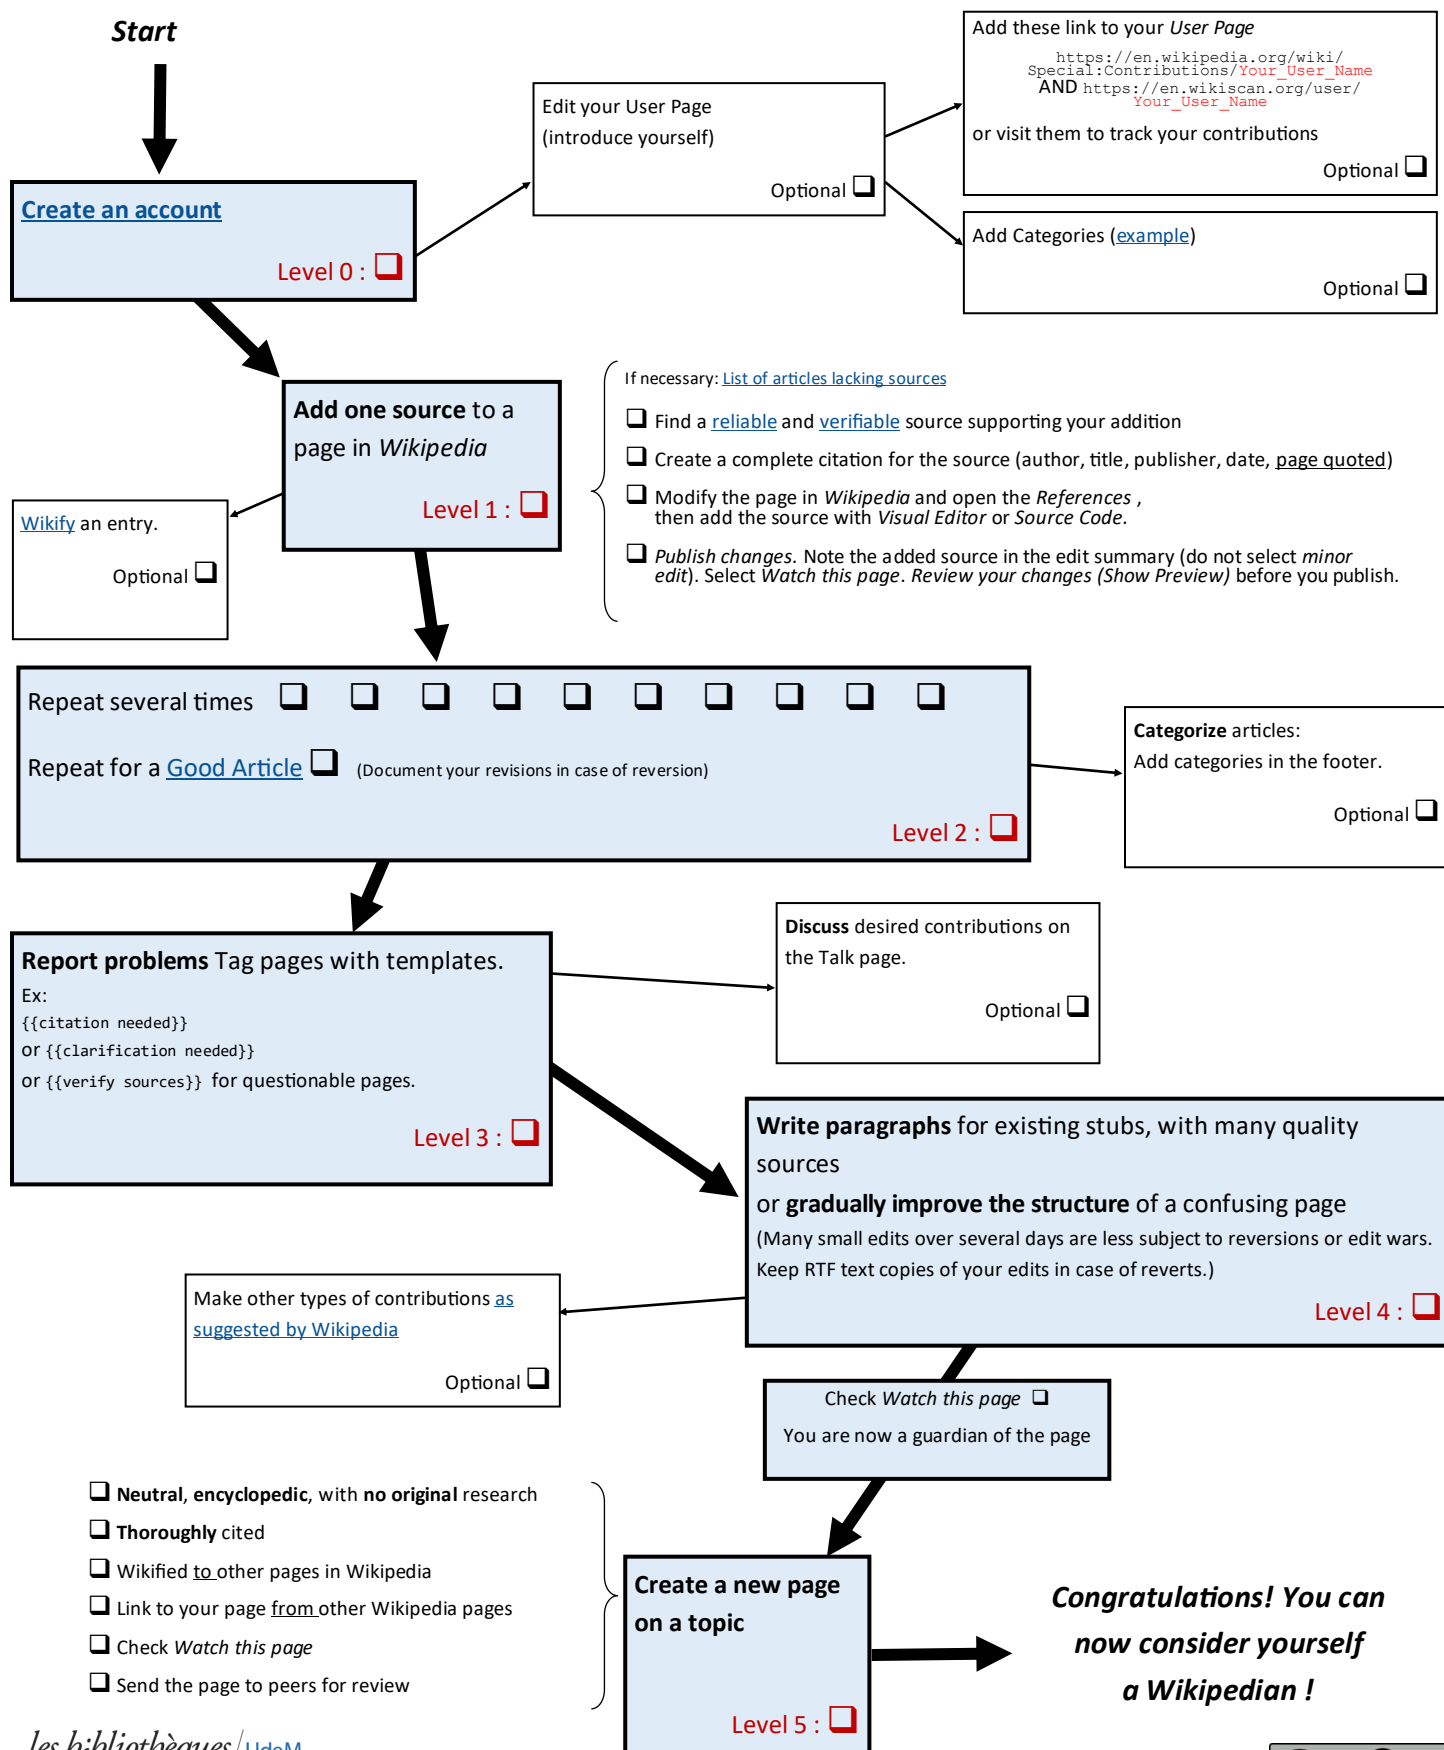 Start
Add these link to your User Page
https://en.wikipedia.org/wiki/
Special:Contributions/Your_User_Name
AND https://en.wikiscan.org/user/
Your_User_Name
or visit them to track your contributions
Optional ❑
Edit your User Page
(introduce yourself)
Optional ❑
Create an account
Level 0 : ❑
Add Categories (example)
Optional ❑
Add one source to a
page in Wikipedia
Level 1 : ❑
If necessary: List of articles lacking sources
❑ Find a reliable and verifiable source supporting your addition
❑ Create a complete citation for the source (author, title, publisher, date, page quoted)
❑ Modify the page in Wikipedia and open the References ,
then add the source with Visual Editor or Source Code.
❑ Publish changes. Note the added source in the edit summary (do not select minor
edit). Select Watch this page. Review your changes (Show Preview) before you publish.
Wikify an entry.
Optional ❑
Repeat several times ❑ ❑ ❑ ❑ ❑ ❑ ❑ ❑ ❑ ❑
Repeat for a Good Article ❑ (Document your revisions in case of reversion)
Level 2 : ❑
Categorize articles:
Add categories in the footer.
Optional ❑
Report problems Tag pages with templates.
Ex:
{{citation needed}}
or {{clarification needed}}
or {{verify sources}} for questionable pages.
Level 3 : ❑
Discuss desired contributions on
the Talk page.
Optional ❑
Write paragraphs for existing stubs, with many quality
sources
or gradually improve the structure of a confusing page
(Many small edits over several days are less subject to reversions or edit wars.
Keep RTF text copies of your edits in case of reverts.)
Level 4 : ❑
Make other types of contributions as
suggested by Wikipedia
Optional ❑
Check Watch this page ❑
You are now a guardian of the page
❑ Neutral, encyclopedic, with no original research
❑ Thoroughly cited
❑ Wikified to other pages in Wikipedia
❑ Link to your page from other Wikipedia pages
❑ Check Watch this page
❑ Send the page to peers for review
Create a new page
on a topic
Level 5 : ❑
Congratulations! You can
now consider yourself
a Wikipedian !
les bibliothèques/UdeM